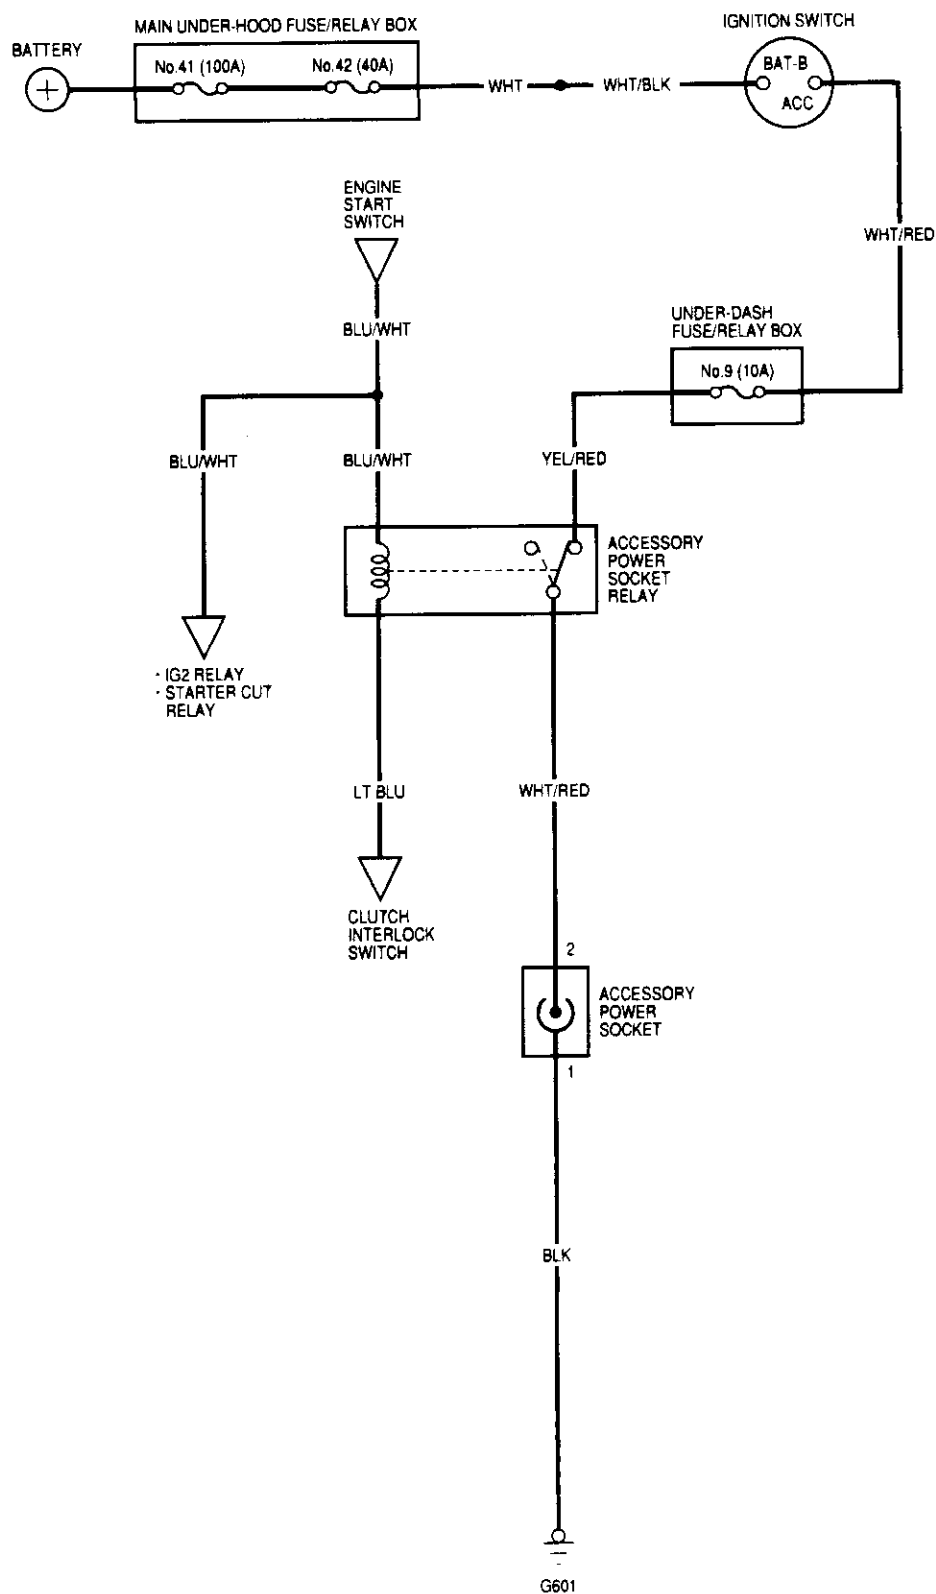 MAIN UNDER-HOOD FUSE/RELAY BOX
IGNITION SWITCH
BATTERY
No.41 (100A)
No.42 (40A)
+
WHT
WHT/BLK
BAT-B
ACC
ENGINE
START
SWITCH
WHT/RED
BLU/WHT
UNDER-DASH
FUSE/RELAY BOX
No.9 (10A)
BLU/WHT
BLU/WHT
YEL/RED
ACCESSORY
POWER
SOCKET
RELAY
· IG2 RELAY
· STARTER CUT
RELAY
LT BLU
WHT/RED
CLUTCH
INTERLOCK
SWITCH
2
ACCESSORY
POWER
SOCKET
1
BLK
G601